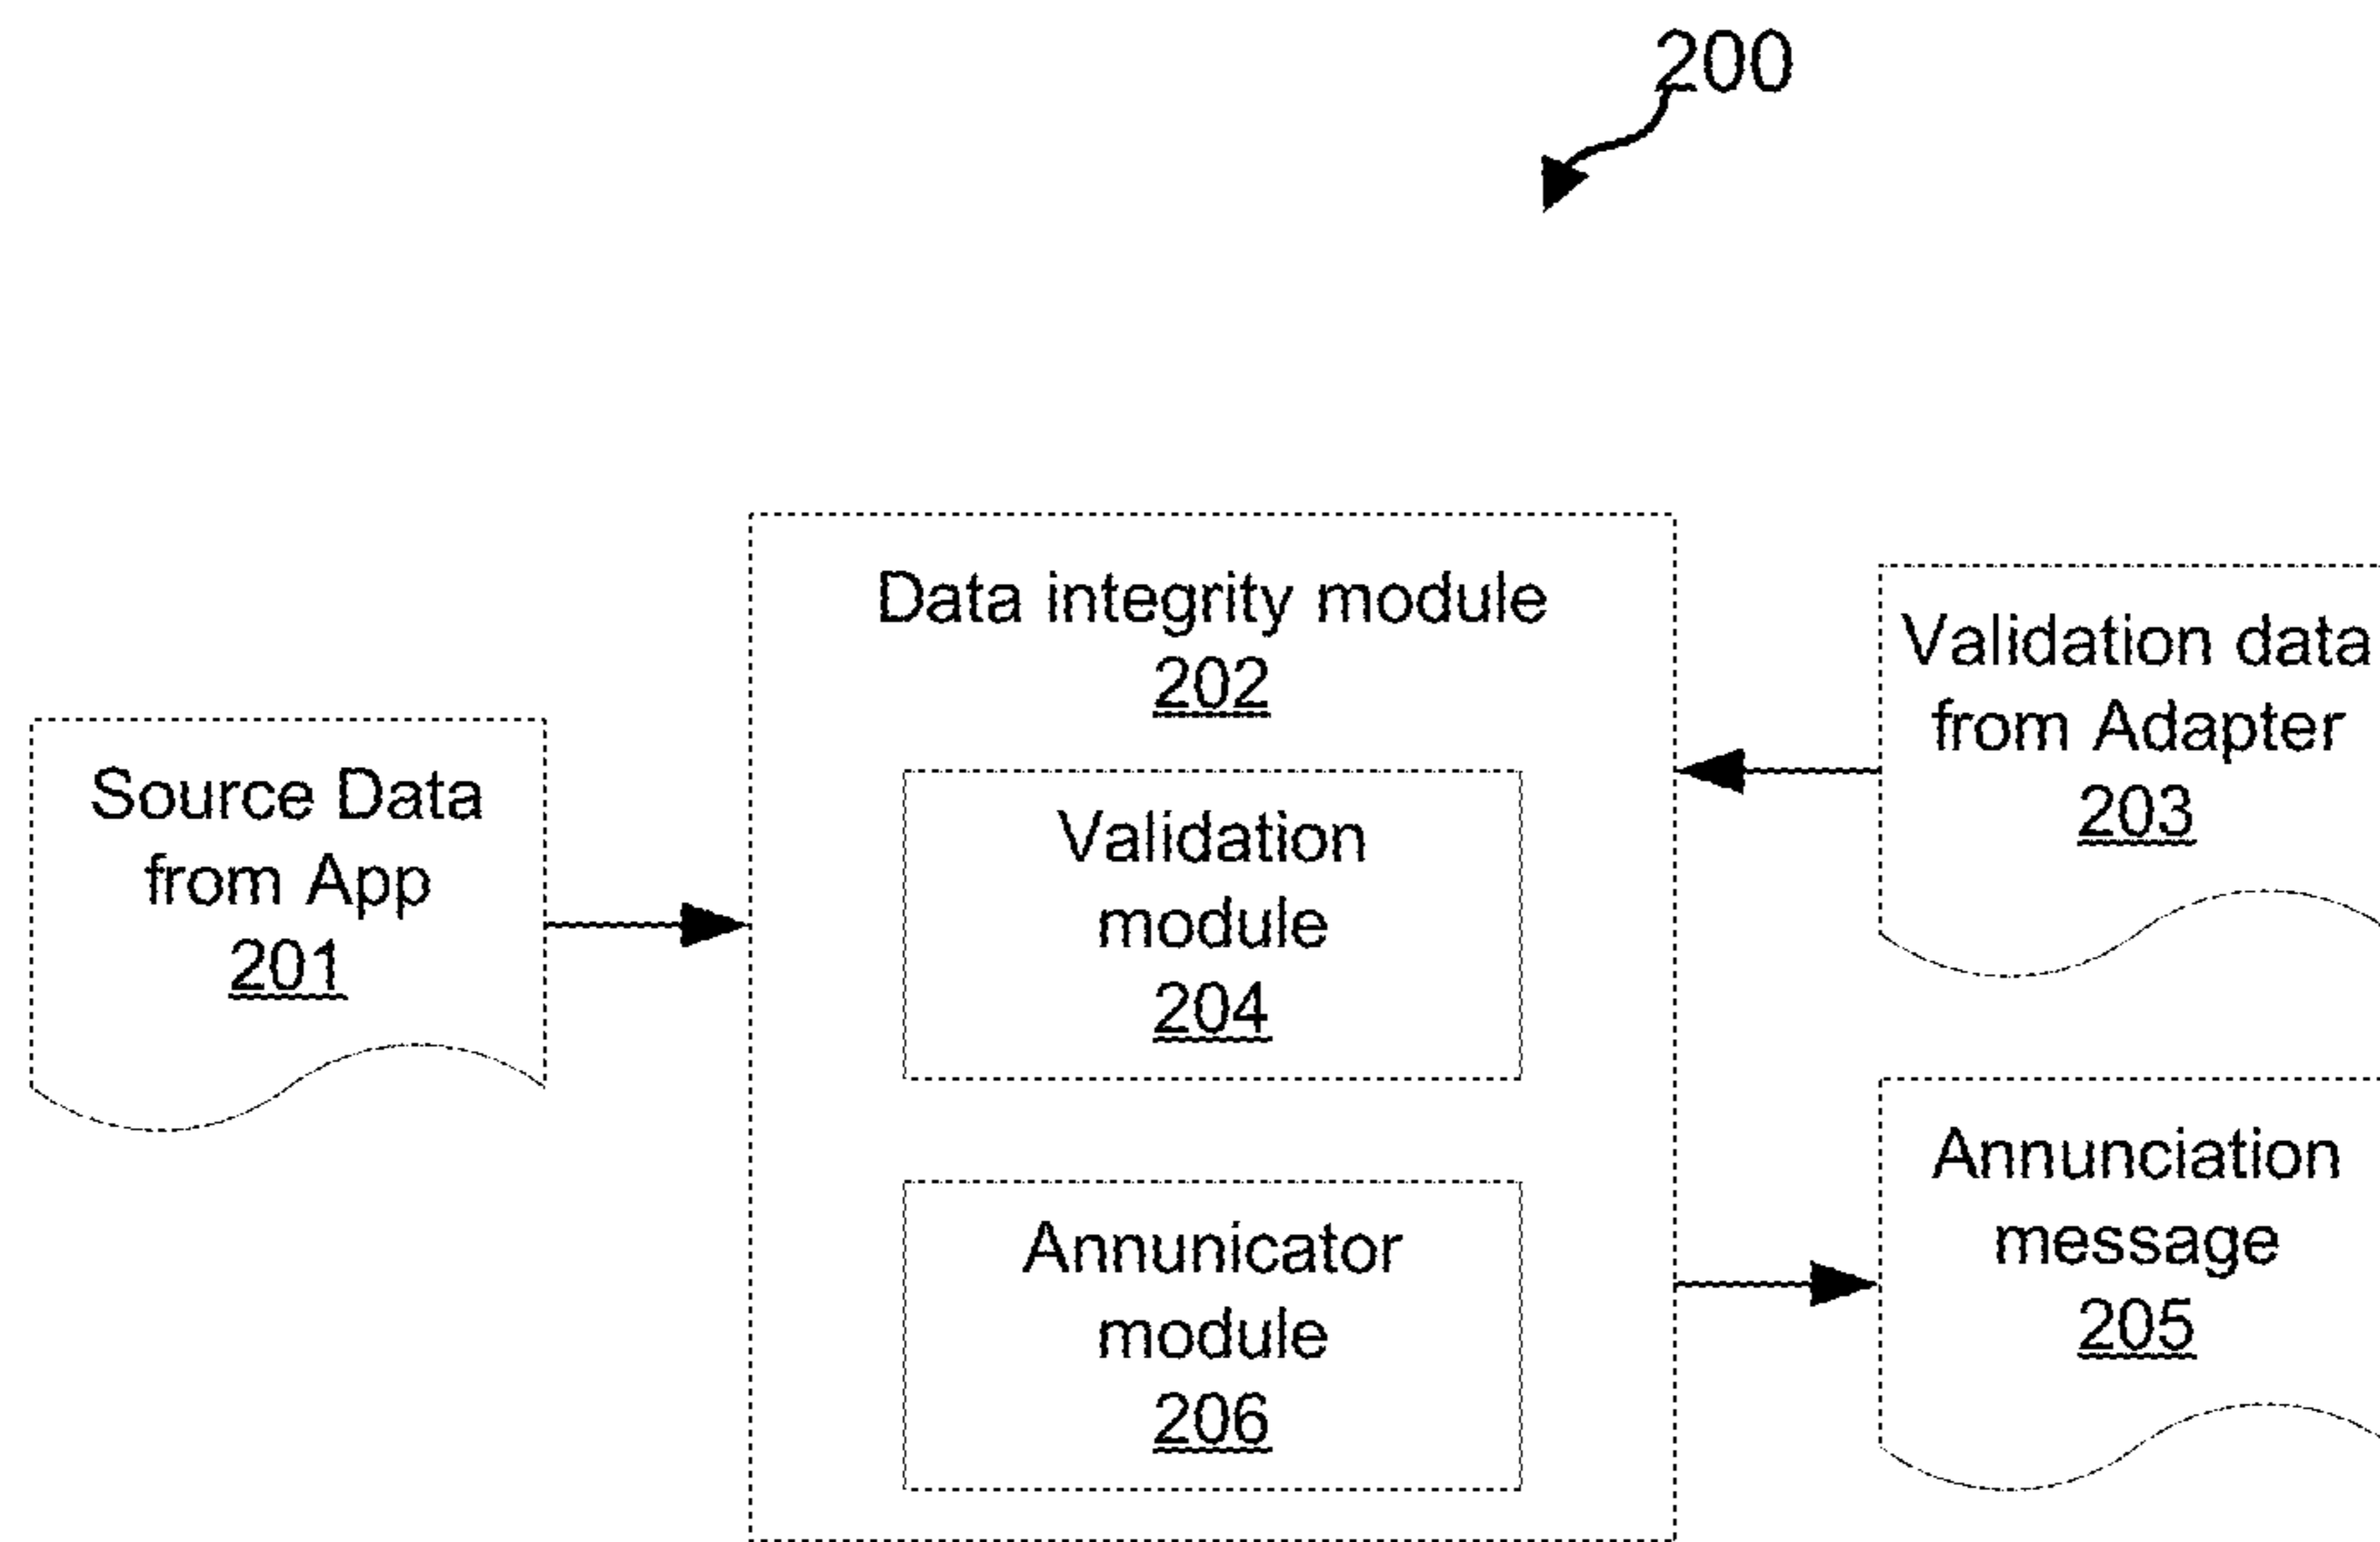 200
Source Data
from App
201
Data integrity module
202
Validation
module
204
Annunicator
module
206
Validation data
from Adapter
203
Annunciation
message
205